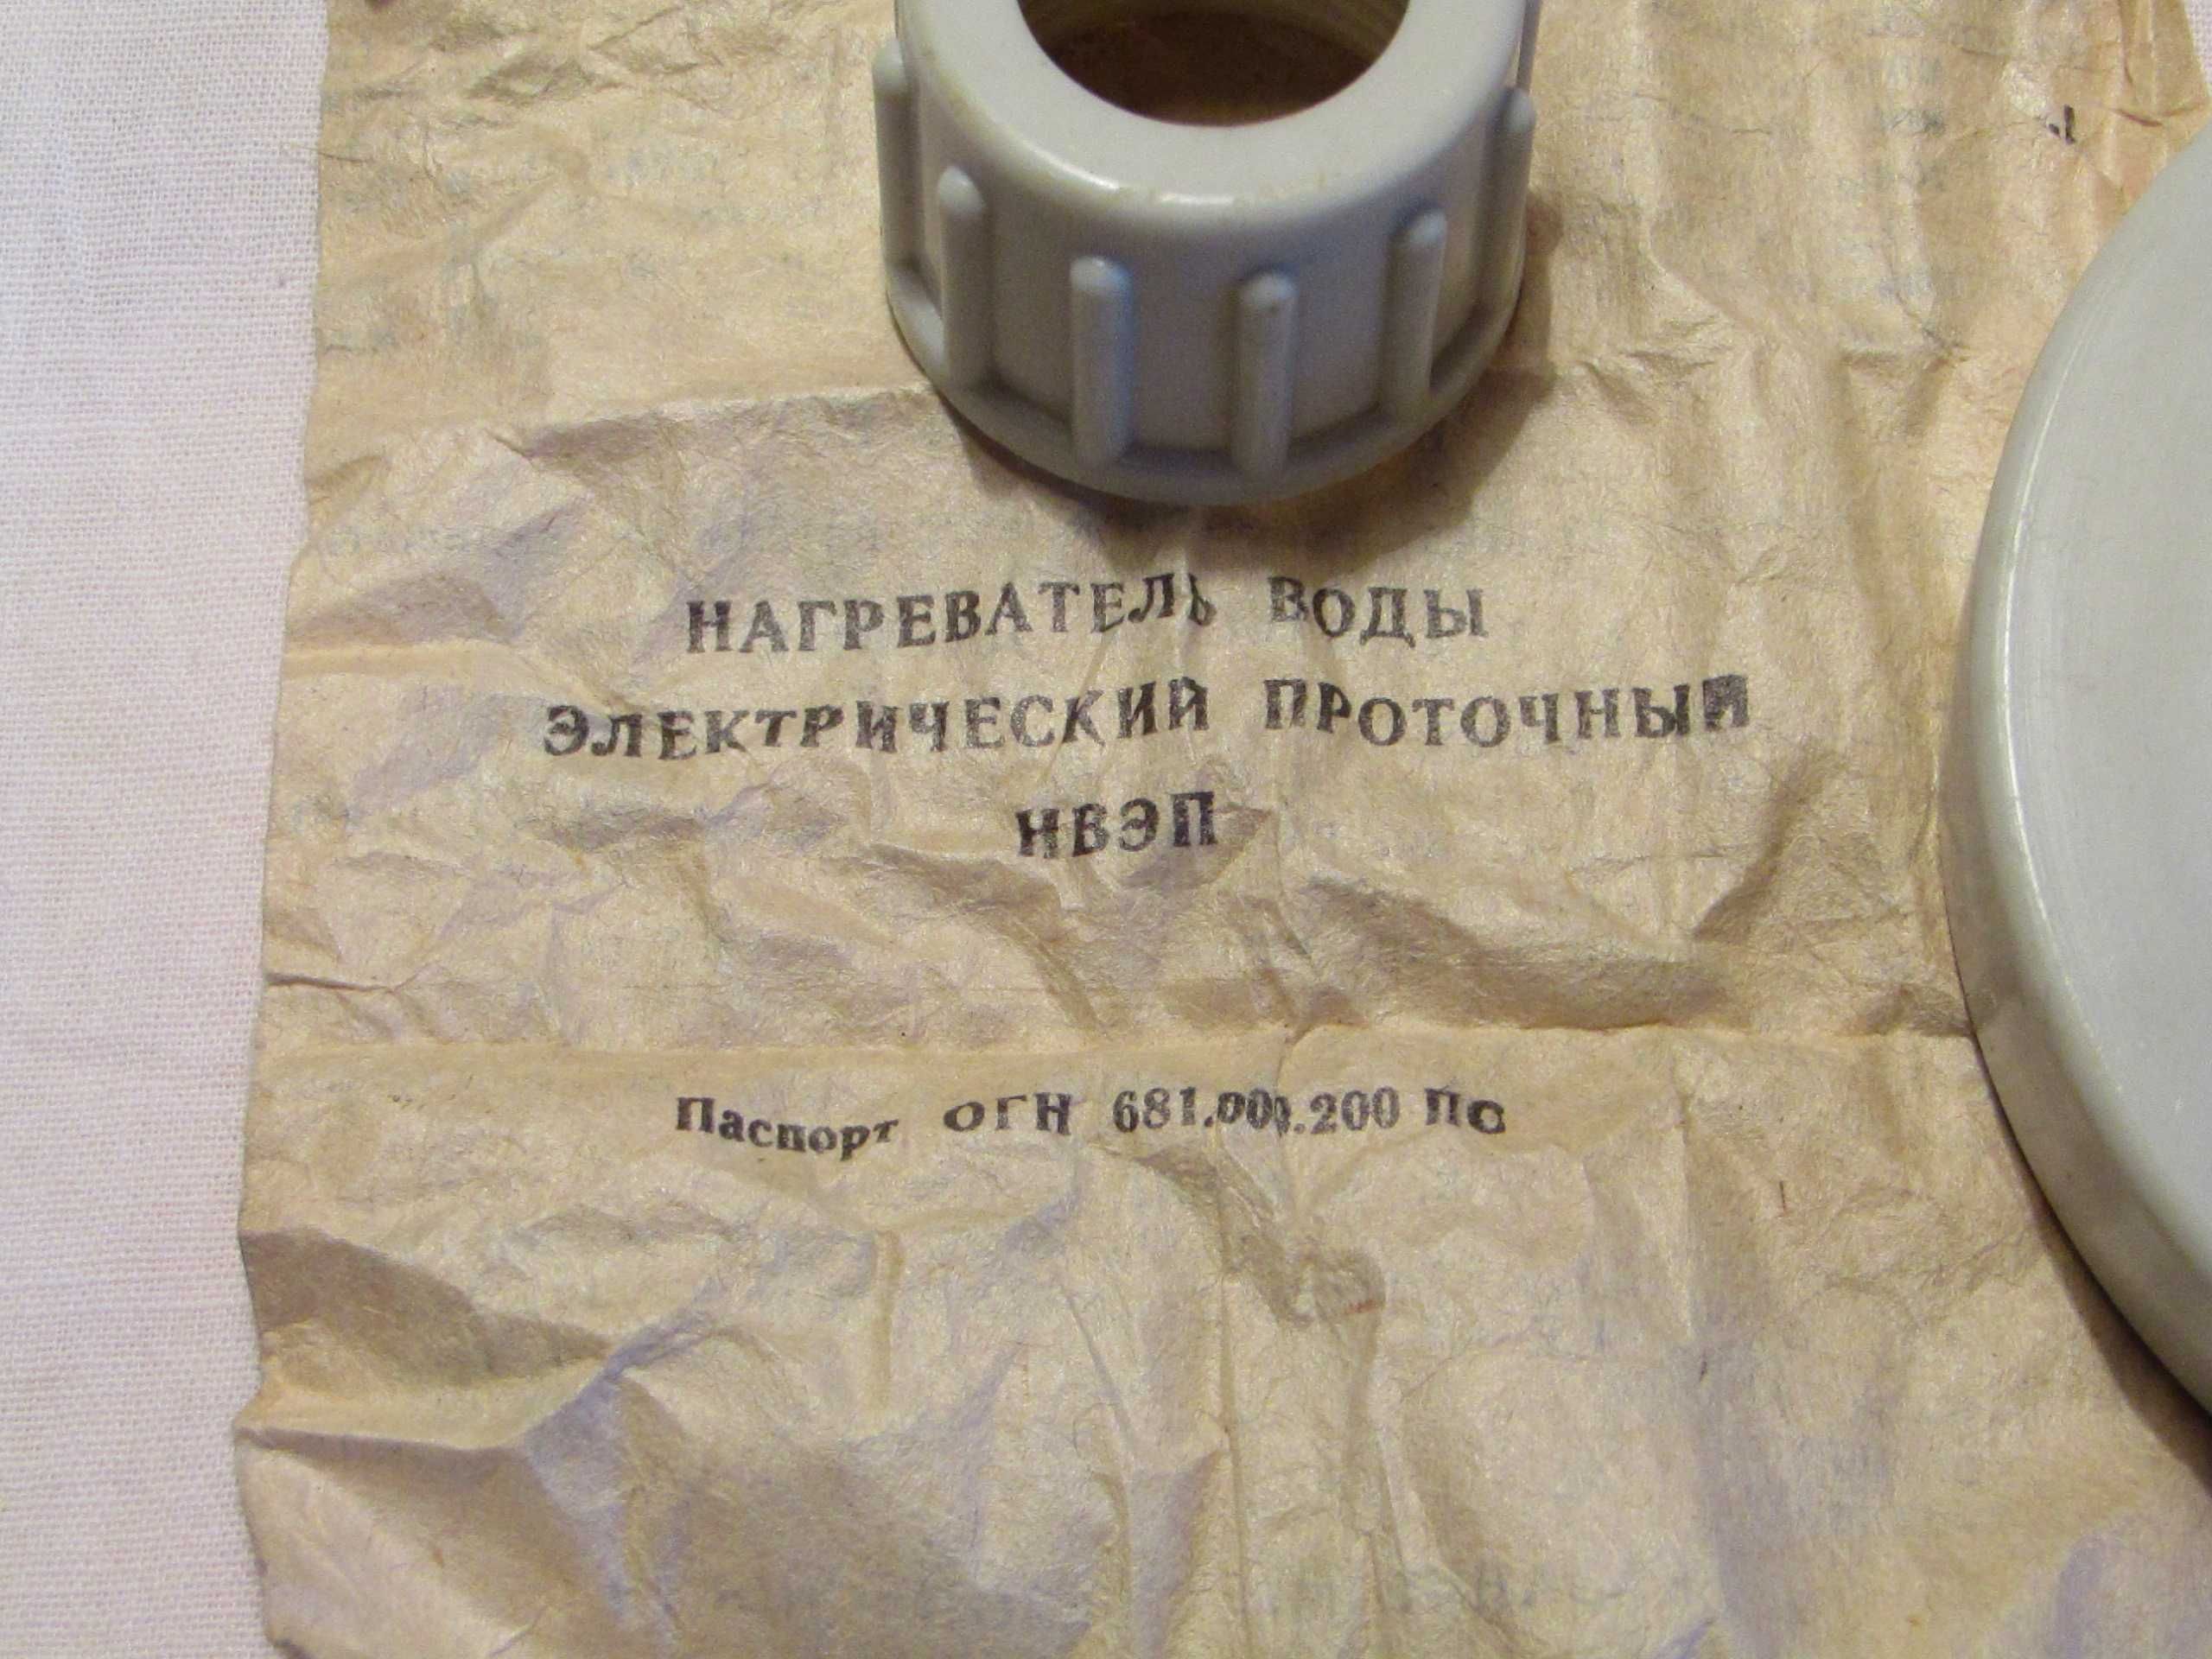 НАГРЕВАТЕЛЬ ВОДЫ
ЭЛЕКТРИЧЕСКИЙ ПРОТОЧНЫЙ
НВЭП
Паспорт ОГН 681.000.200 ПС